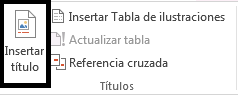 Insertar
título
Insertar Tabla de ilustraciones
Actualizar tabla
Referencia cruzada
Títulos